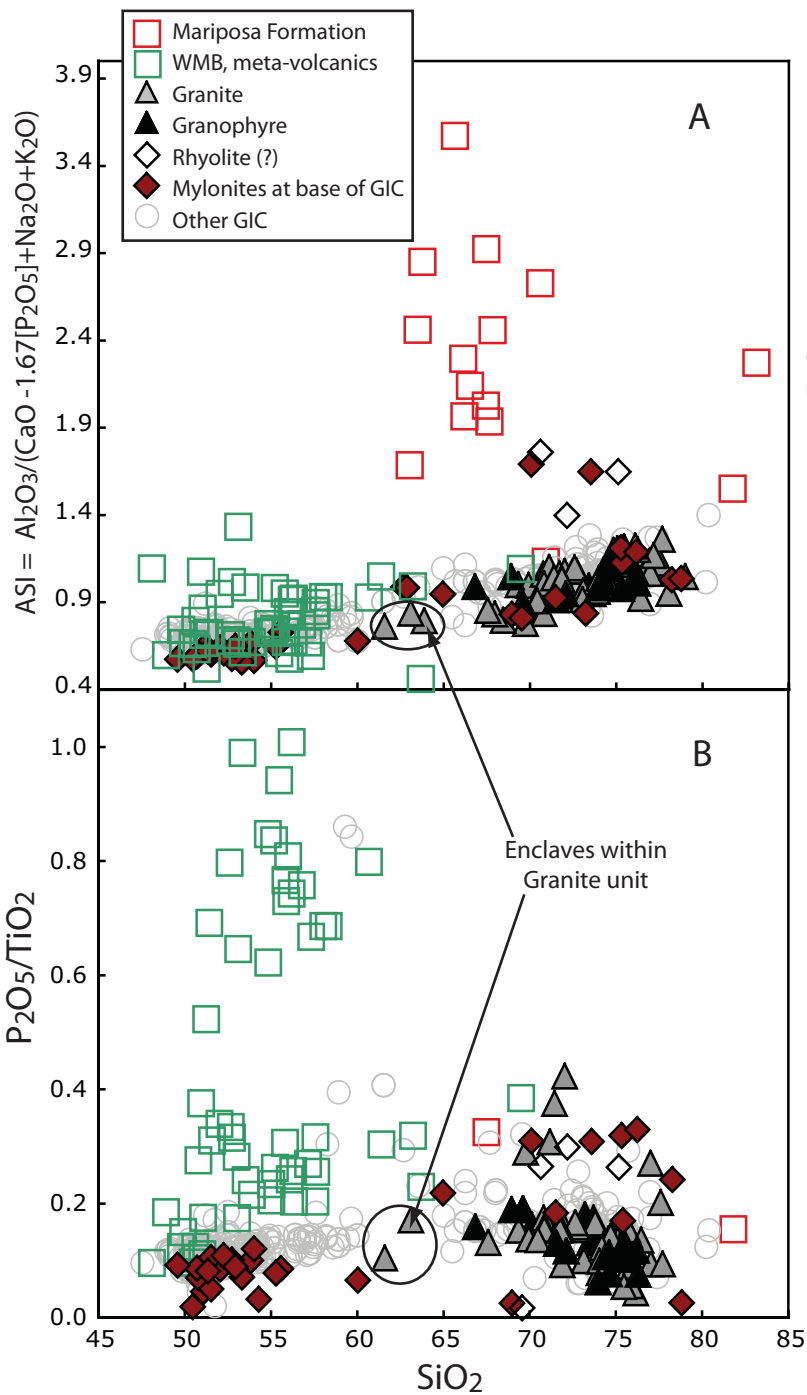 Mariposa Formation
WMB, meta-volcanics
Granite
Granophyre
Rhyolite (?)
Mylonites at base of GIC
Other GIC
A
ASI = Al₂O₃/(CaO -1.67[P₂O₅]+Na₂O+K₂O)
3.9
3.4
2.9
2.4
1.9
1.4
0.9
0.4
B
Enclaves within
Granite unit
P₂O₅/TiO₂
1.0
0.8
0.6
0.4
0.2
0.0
45 50 55 60 65 70 75 80 85
SiO₂